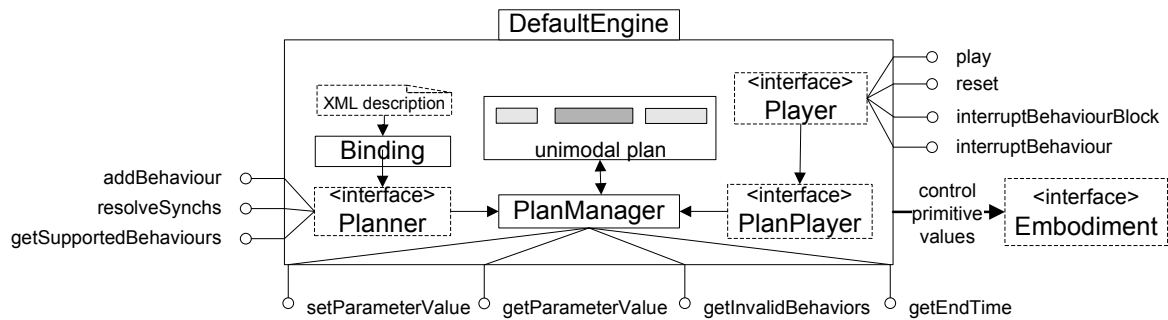 DefaultEngine
play
<interface>
Player
reset
XML description
interruptBehaviourBlock
Binding
unimodal plan
interruptBehaviour
addBehaviour
<interface>
Planner
PlanManager
<interface>
PlanPlayer
control
primitive
values
<interface>
Embodiment
resolveSynchs
getSupportedBehaviours
setParameterValue
getParameterValue
getInvalidBehaviors
getEndTime